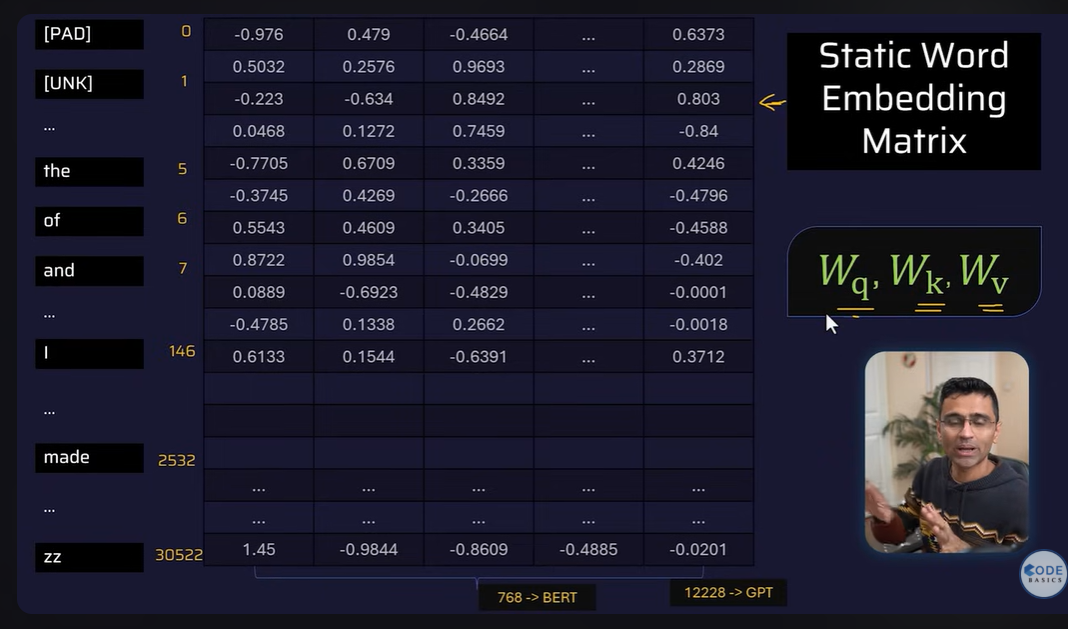 [PAD] 0 -0.976 0.479 -0.4664 ... 0.6373
0.5032 0.2576 0.9693 ... 0.2869
[UNK] 1
-0.223 -0.634 0.8492 ... 0.803
... 0.0468 0.1272 0.7459 ... -0.84
the 5 -0.7705 0.6709 0.3359 ... 0.4246
-0.3745 0.4269 -0.2666 ... -0.4796
of 6 0.5543 0.4609 0.3405 ... -0.4588
and 7 0.8722 0.9854 -0.0699 ... -0.402
0.0889 -0.6923 -0.4829 ... -0.0001
... -0.4785 0.1338 0.2662 ... -0.0018
I 146 0.6133 0.1544 -0.6391 ... 0.3712
...
made 2532
... ... ... ... ...
...
... ... ... ... ...
zz 30522 1.45 -0.9844 -0.8609 -0.4885 -0.0201
768 -> BERT
12228 -> GPT
Static Word
Embedding
Matrix
Wq, Wk, Wv
CODE
BASICS